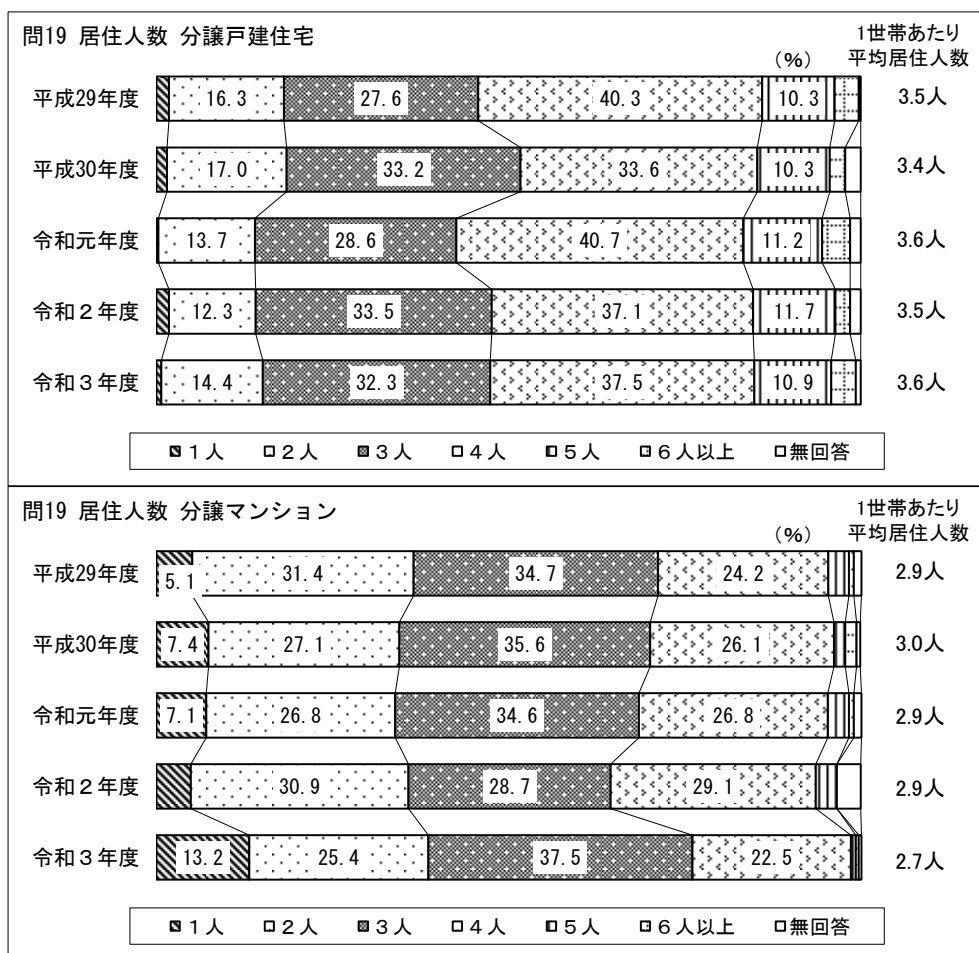 問19 居住人数 分譲戸建住宅
1世帯あたり
(%) 平均居住人数
平成29年度 16.3 27.6 40.3 10.3 3.5人
平成30年度 17.0 33.2 33.6 10.3 3.4人
令和元年度 13.7 28.6 40.7 11.2 3.6人
令和2年度 12.3 33.5 37.1 11.7 3.5人
令和3年度 14.4 32.3 37.5 10.9 3.6人
1人 2人 3人 4人 5人 6人以上 無回答
問19 居住人数 分譲マンション
1世帯あたり
(%) 平均居住人数
平成29年度 5.1 31.4 34.7 24.2 2.9人
平成30年度 7.4 27.1 35.6 26.1 3.0人
令和元年度 7.1 26.8 34.6 26.8 2.9人
令和2年度 30.9 28.7 29.1 2.9人
令和3年度 13.2 25.4 37.5 22.5 2.7人
1人 2人 3人 4人 5人 6人以上 無回答